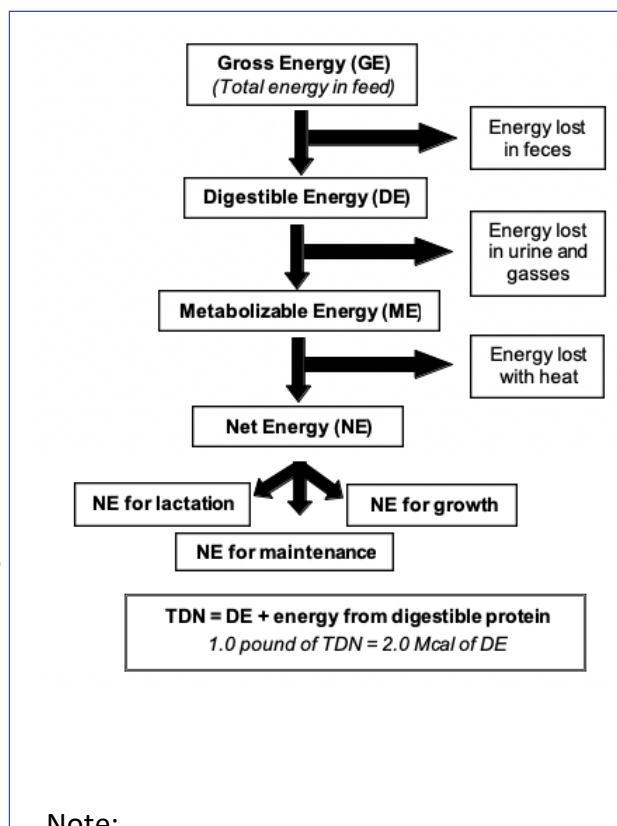 Gross Energy (GE)
(Total energy in feed)
Energy lost
in feces
Digestible Energy (DE)
Energy lost
in urine and
gasses
Metabolizable Energy (ME)
Energy lost
with heat
Net Energy (NE)
NE for lactation
NE for growth
NE for maintenance
TDN = DE + energy from digestible protein
1.0 pound of TDN = 2.0 Mcal of DE
Note: